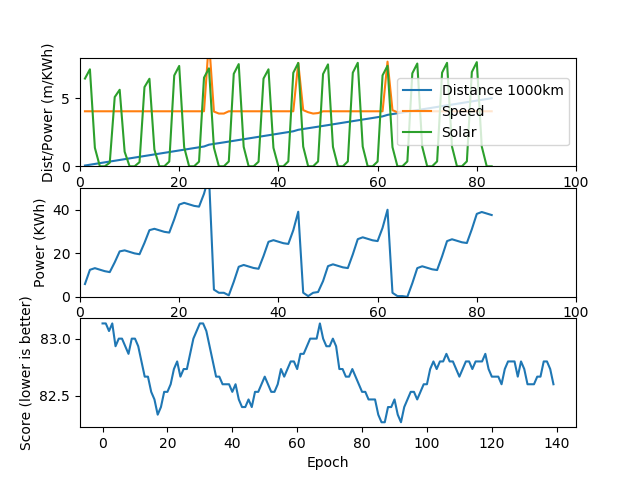 Dist/Power (m/KWh)
5
0
Distance 1000km
Speed
Solar
0 20 40 60 80 100
Power (KWh)
40
20
0
0 20 40 60 80 100
Score (lower is better)
83.0
82.5
0 20 40 60 80 100 120 140
Epoch